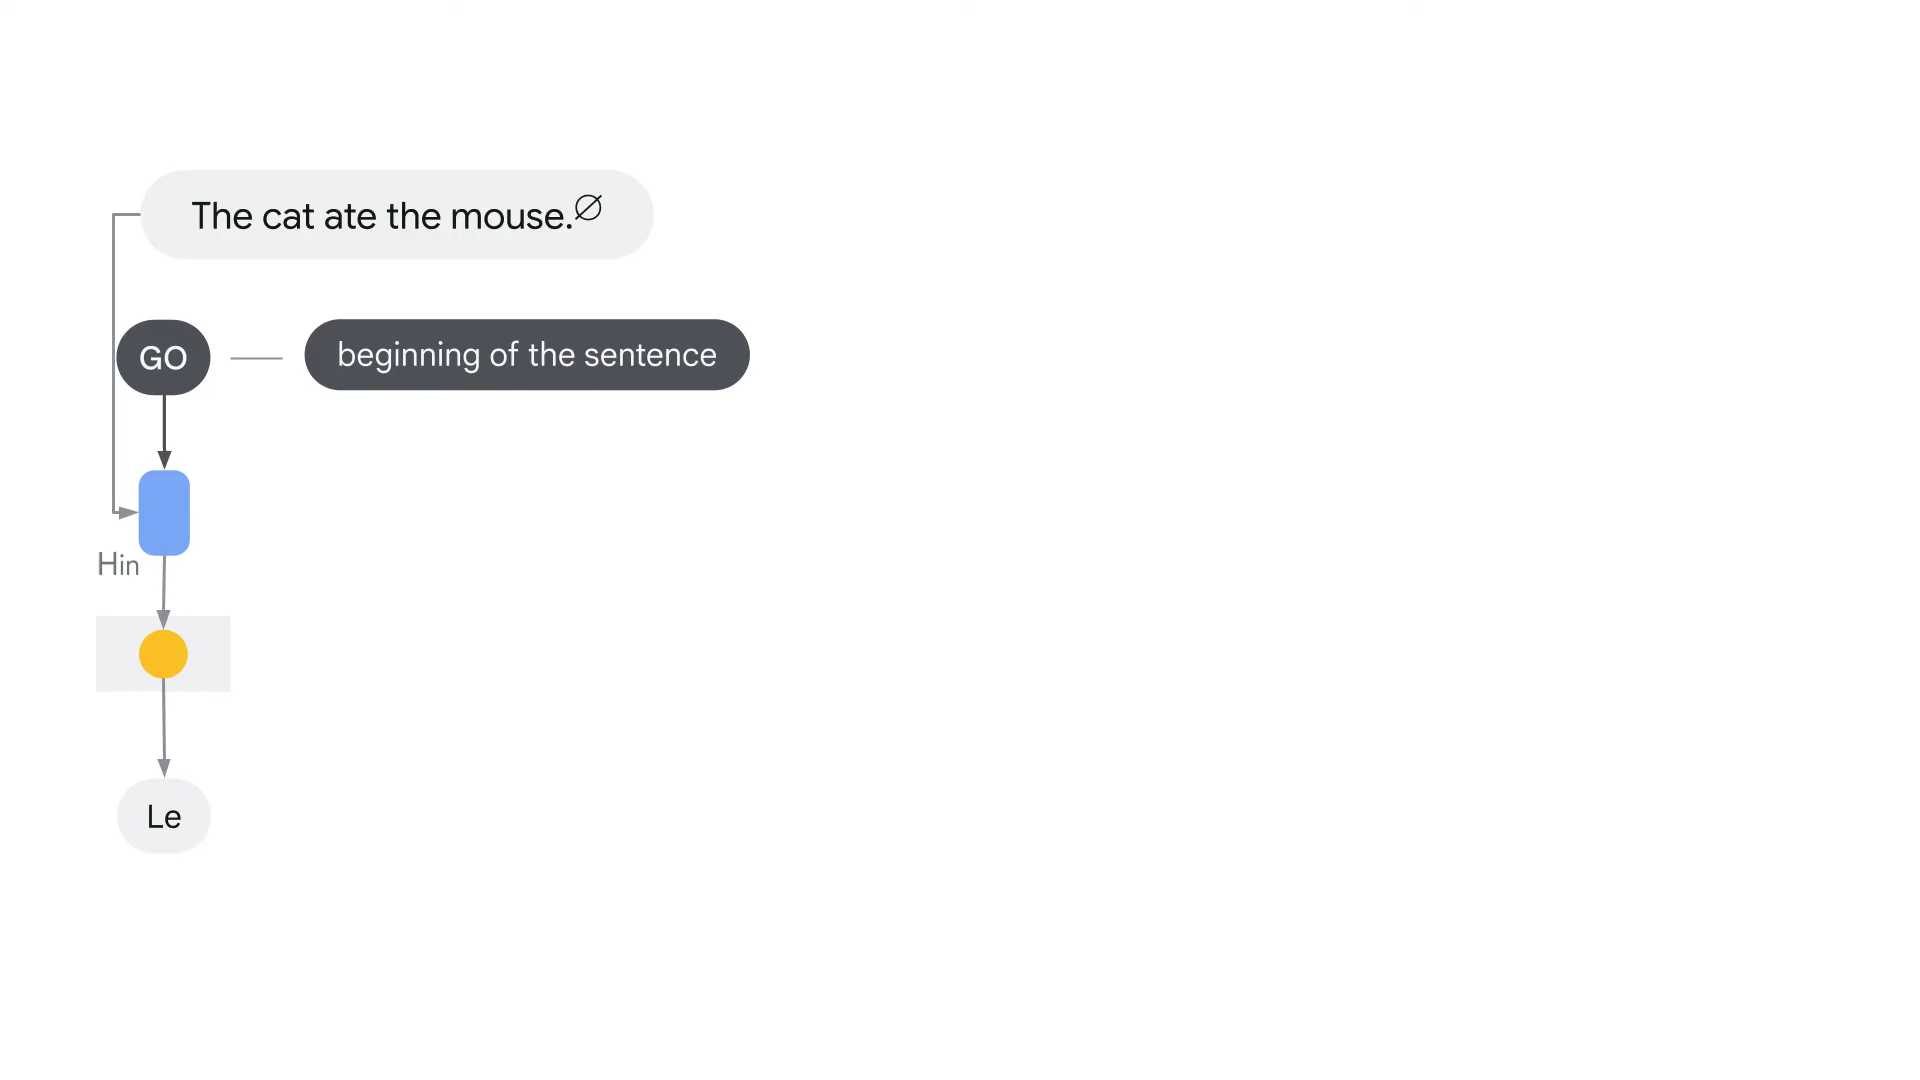 The cat ate the mouse.∅
GO
beginning of the sentence
Hin
Le